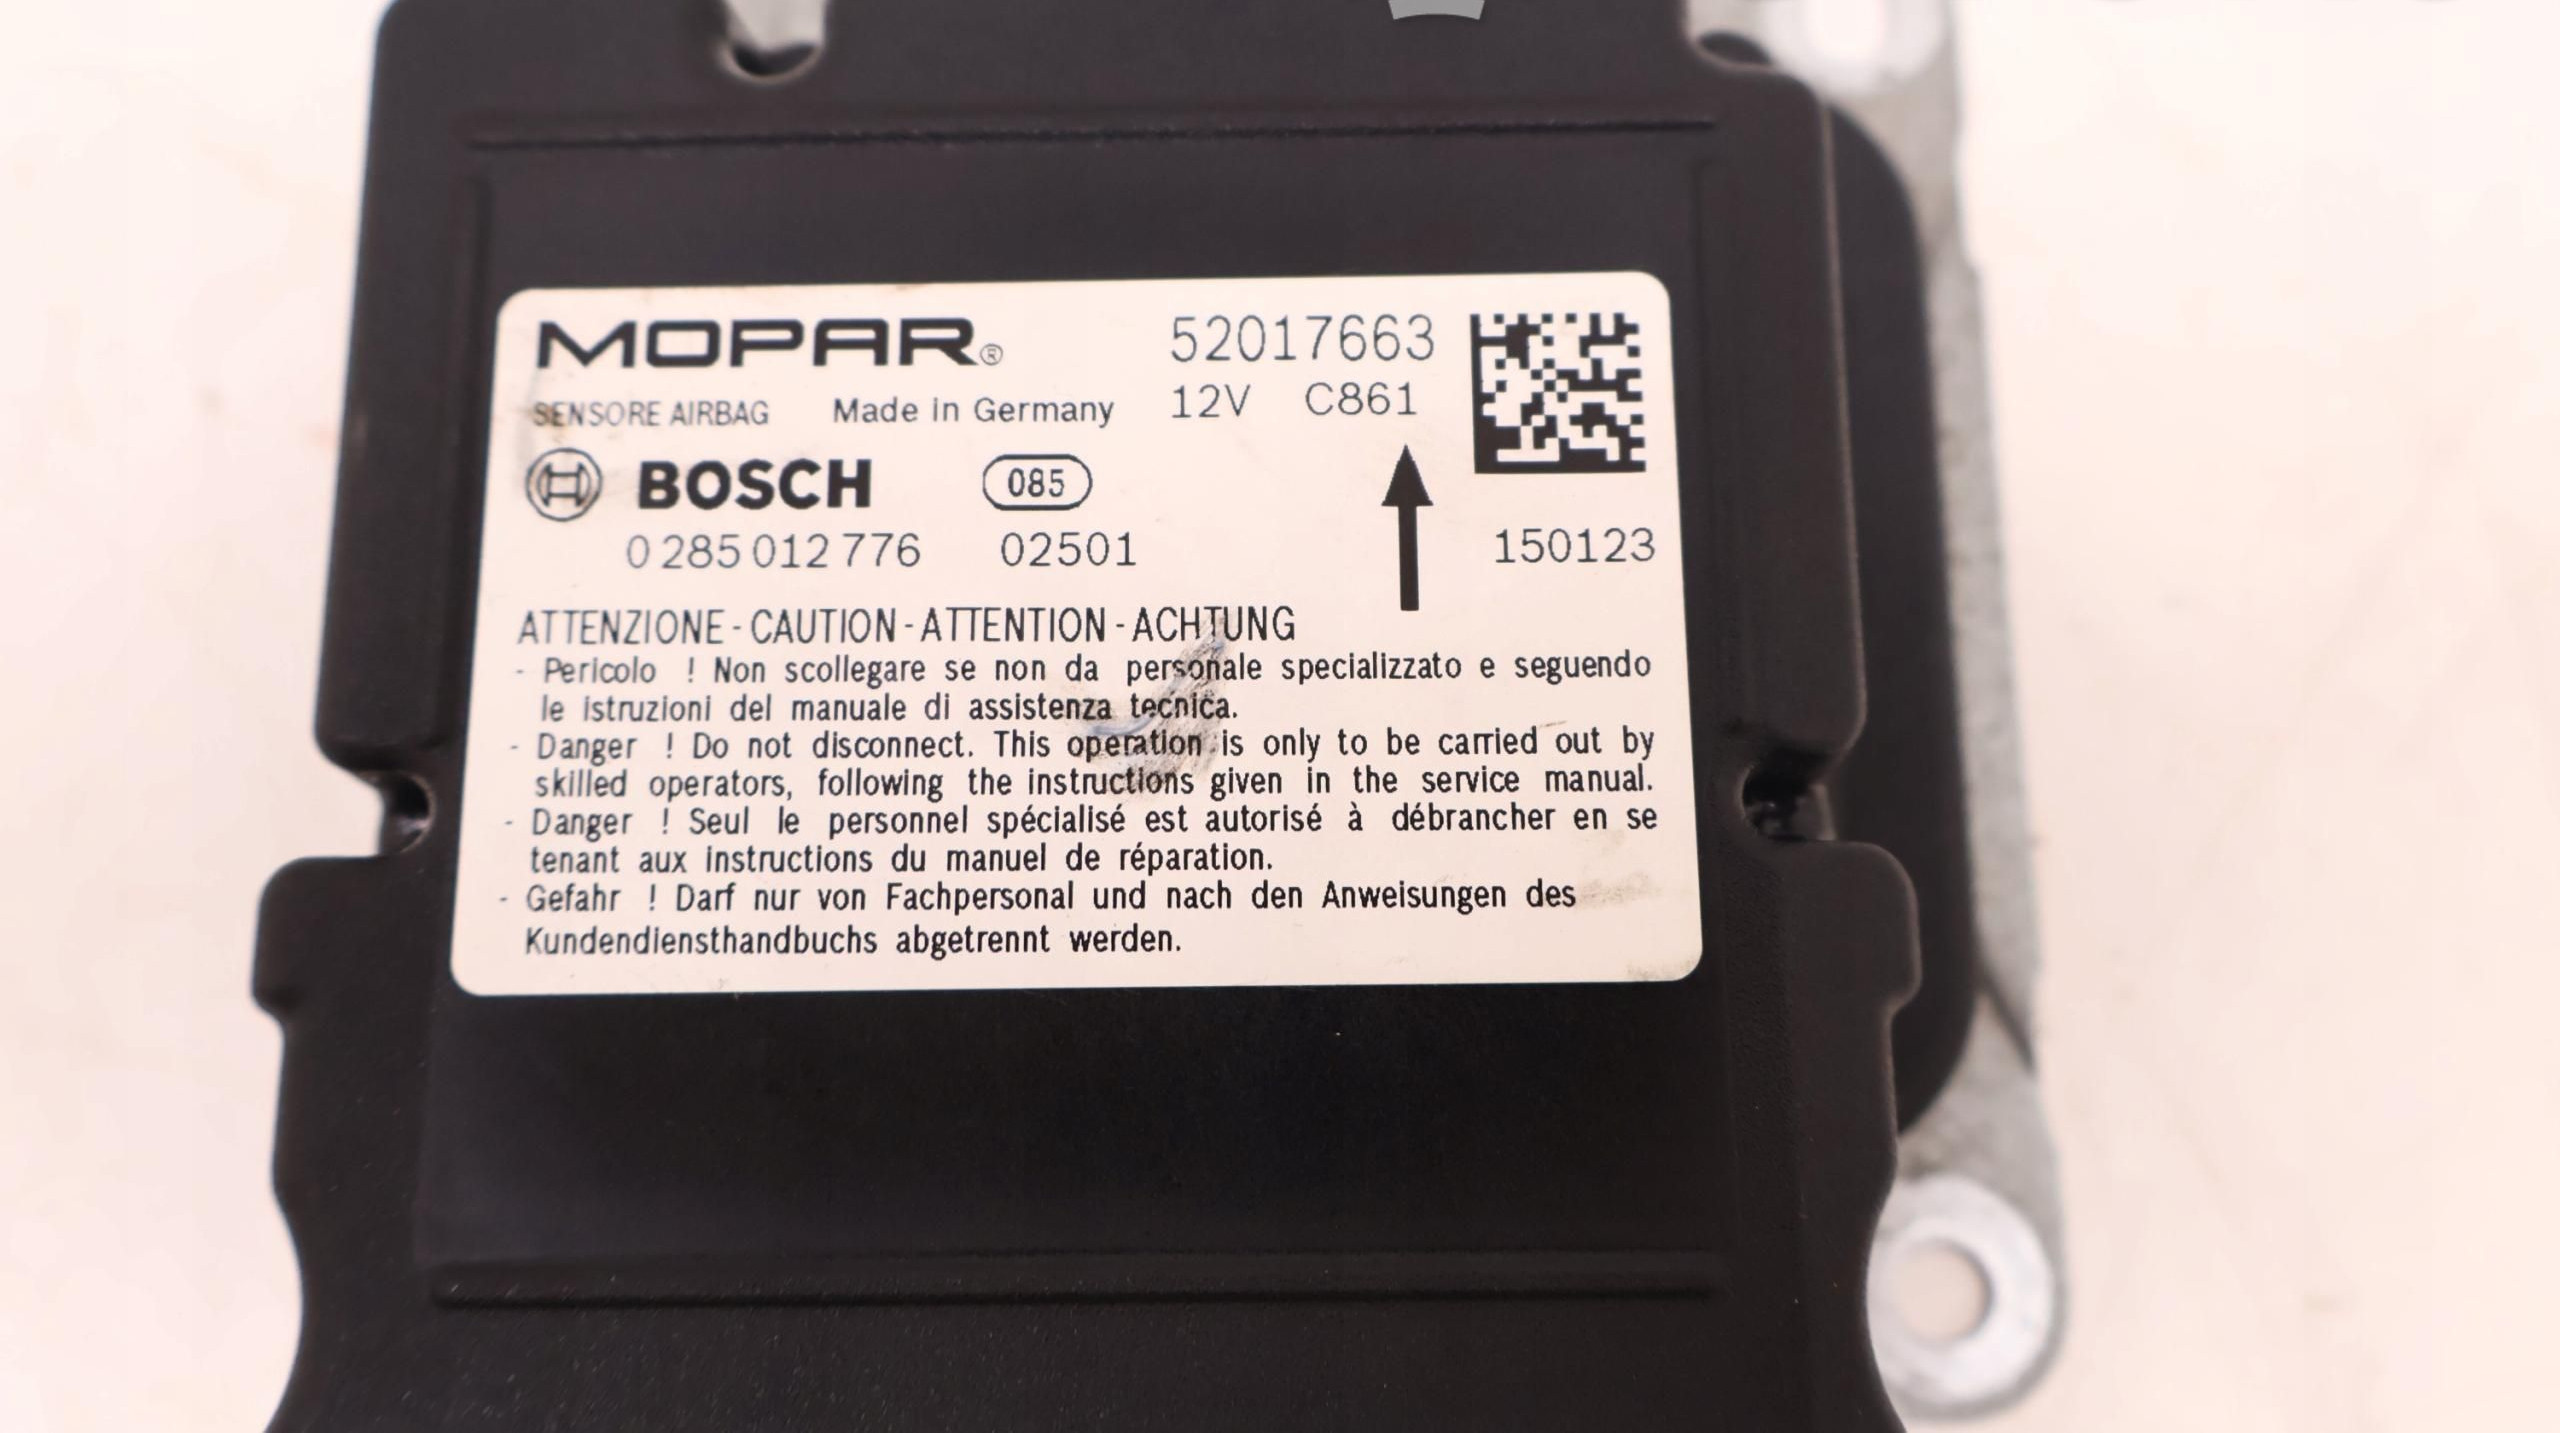 MOPAR®
52017663
SENSORE AIRBAG Made in Germany 12V C861
BOSCH 085
0 285 012 776 02501 150123
ATTENZIONE - CAUTION - ATTENTION - ACHTUNG
- Pericolo ! Non scollegare se non da personale specializzato e seguendo
le istruzioni del manuale di assistenza tecnica.
- Danger ! Do not disconnect. This operation is only to be carried out by
skilled operators, following the instructions given in the service manual.
- Danger ! Seul le personnel spécialisé est autorisé à débrancher en se
tenant aux instructions du manuel de réparation.
- Gefahr ! Darf nur von Fachpersonal und nach den Anweisungen des
Kundendiensthandbuchs abgetrennt werden.